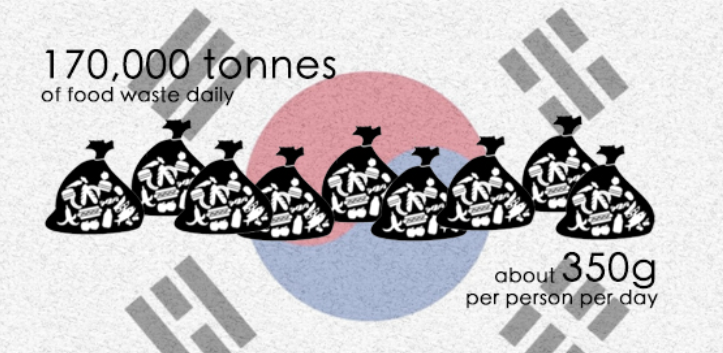 170,000 tonnes
of food waste daily
about 350g
per person per day